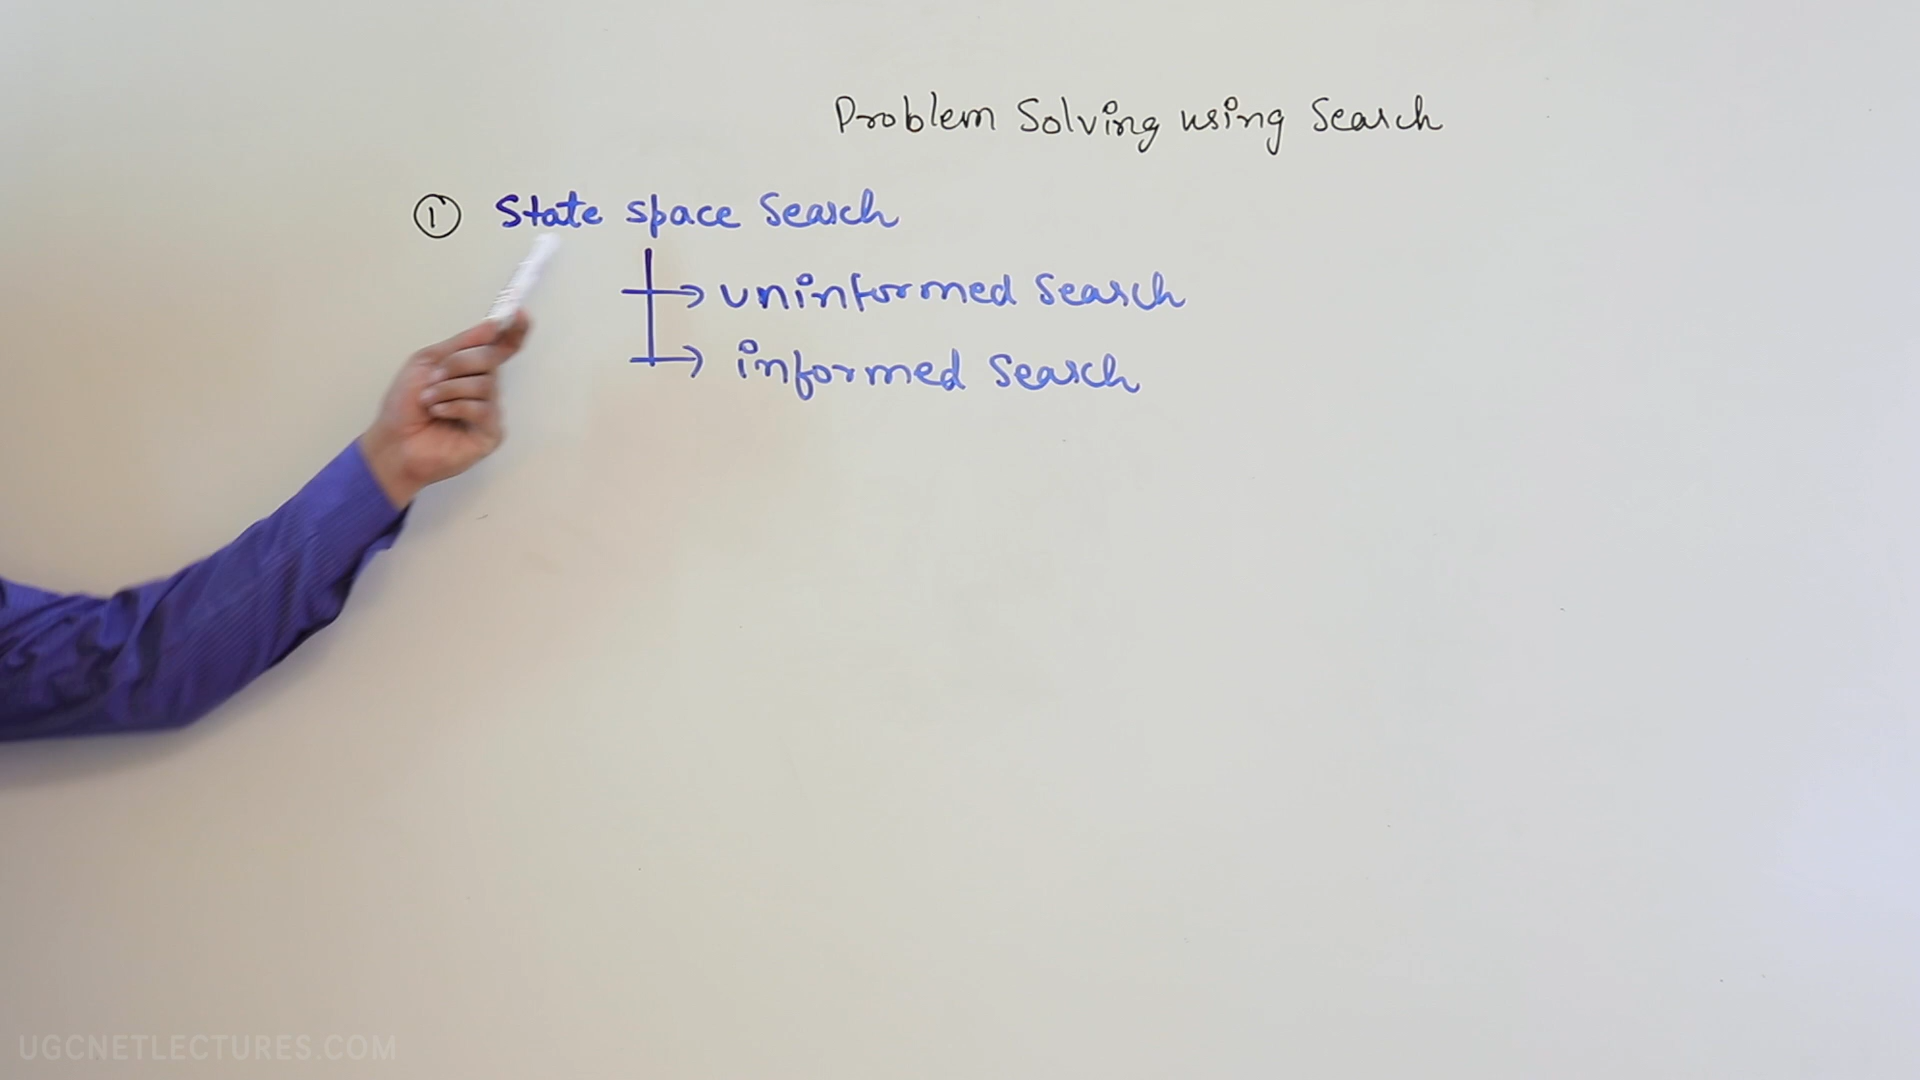 Problem Solving using Search
① State space Search
→ uninformed Search
→ informed Search
UGCNETLECTURES.COM